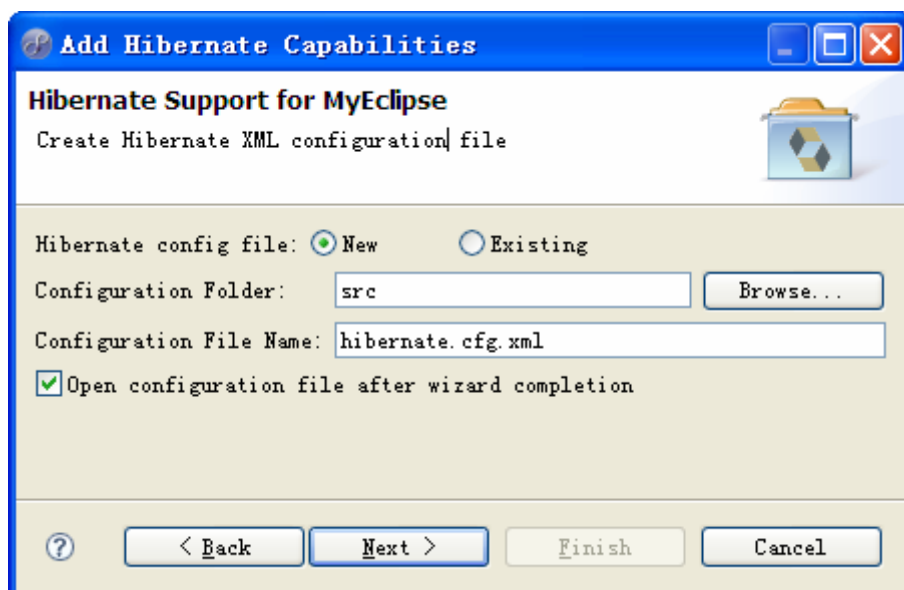 Add Hibernate Capabilities
Hibernate Support for MyEclipse
Create Hibernate XML configuration file
Hibernate config file: New Existing
Configuration Folder: src Browse...
Configuration File Name: hibernate.cfg.xml
Open configuration file after wizard completion
? < Back Next > Finish Cancel